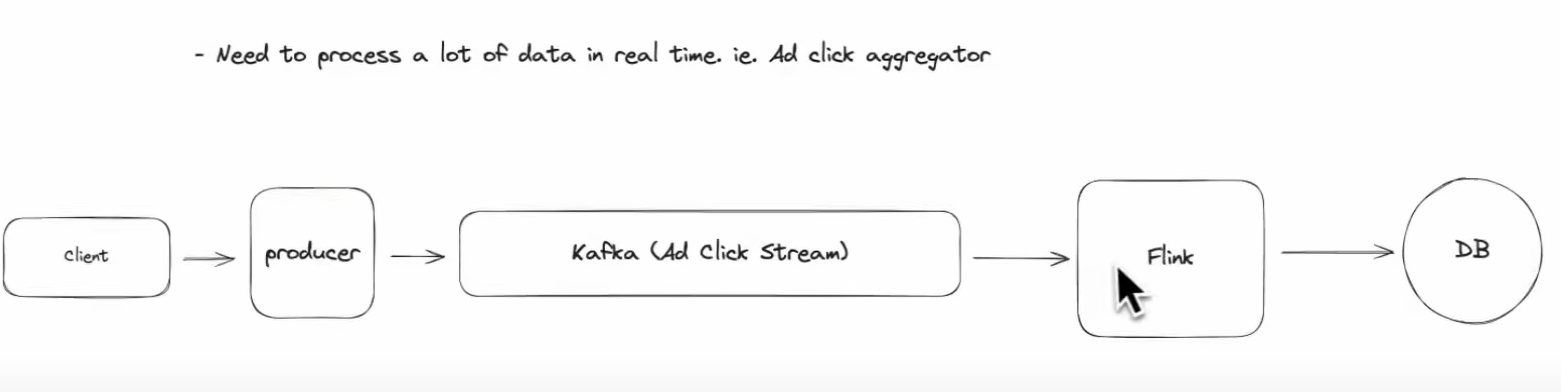 - Need to process a lot of data in real time. ie. Ad click aggregator
client
producer
Kafka (Ad Click Stream)
Flink
DB